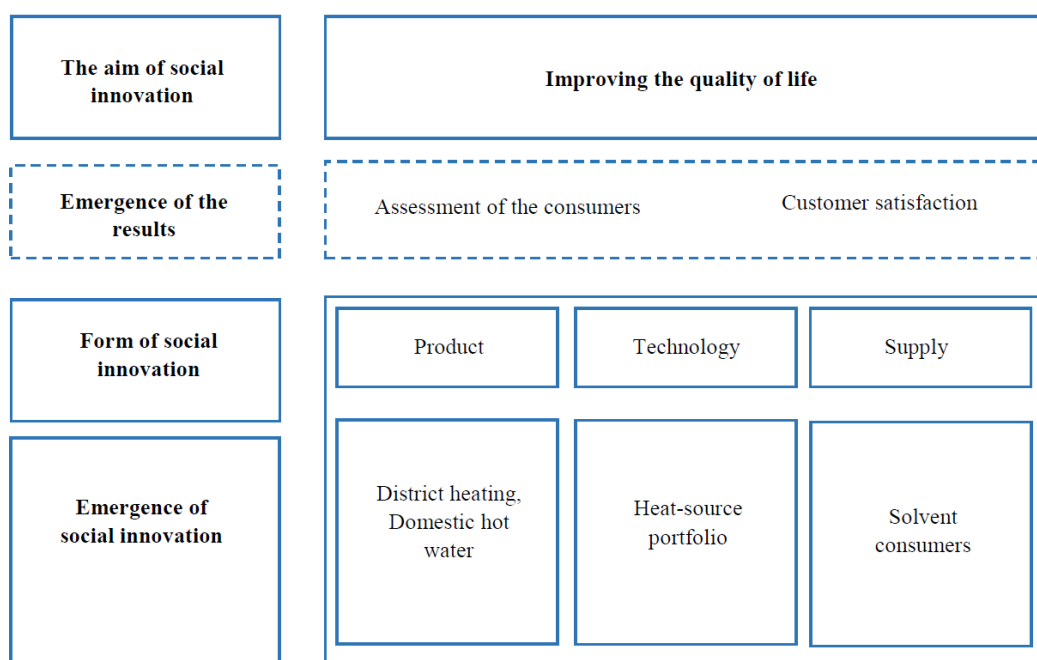 The aim of social
innovation
Improving the quality of life
Emergence of the
results
Assessment of the consumers
Customer satisfaction
Form of social
innovation
Product
Technology
Supply
Emergence of
social innovation
District heating,
Domestic hot
water
Heat-source
portfolio
Solvent
consumers